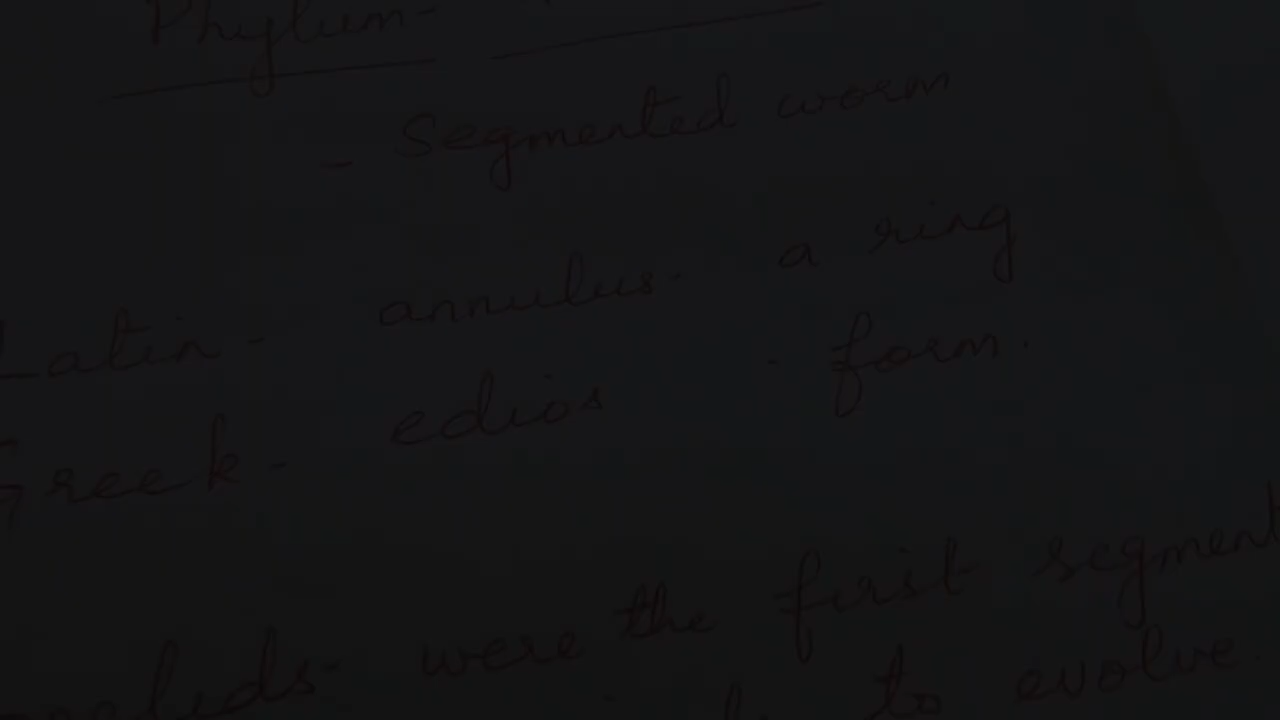 Phylum-
- Segmented worm
Latin - annulus - a ring
Greek - edios - form.
were the first segment
to evolve